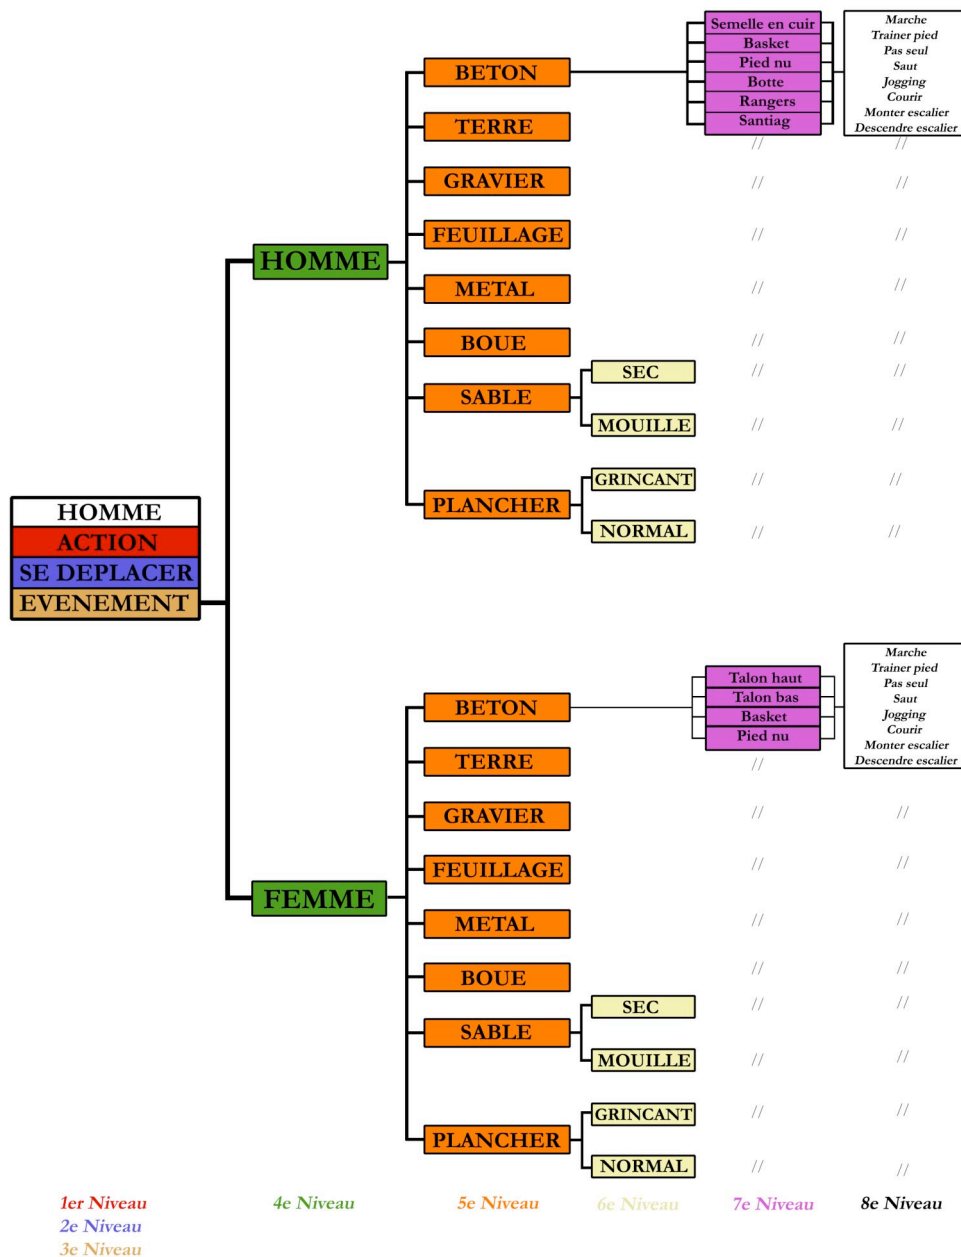 Semelle en cuir
Basket
Pied nu
Botte
Rangers
Santiag
Marche
Trainer pied
Pas seul
Saut
Jogging
Courir
Monter escalier
Descendre escalier
BETON
TERRE
// //
GRAVIER
// //
FEUILLAGE
// //
HOMME
METAL
// //
BOUE
// //
SABLE
SEC
// //
MOUILLE
// //
PLANCHER
GRINCANT
// //
NORMAL
// //
HOMME
ACTION
SE DEPLACER
EVENEMENT
Talon haut
Talon bas
Basket
Pied nu
Marche
Trainer pied
Pas seul
Saut
Jogging
Courir
Monter escalier
Descendre escalier
BETON
TERRE
//
GRAVIER
// //
FEUILLAGE
// //
FEMME
METAL
// //
BOUE
// //
SABLE
SEC
// //
MOUILLE
// //
PLANCHER
GRINCANT
// //
NORMAL
// //
1er Niveau
2e Niveau
3e Niveau
4e Niveau
5e Niveau
6e Niveau
7e Niveau
8e Niveau